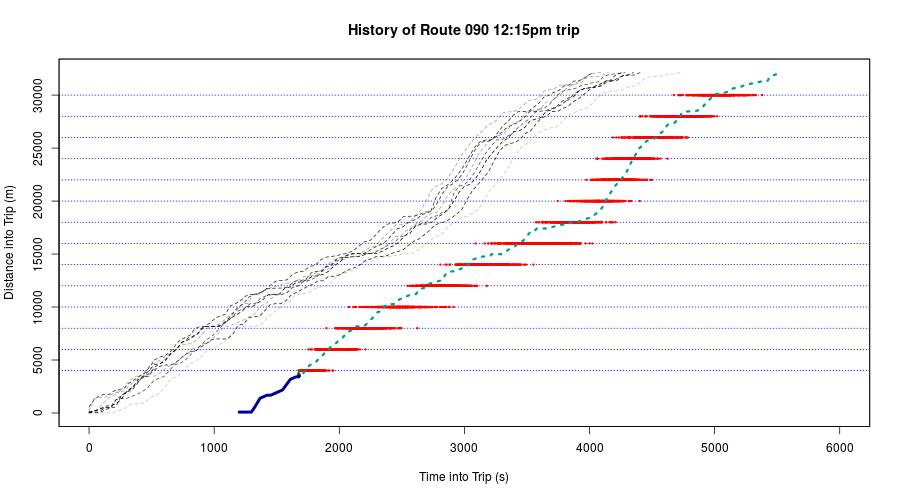 History of Route 090 12:15pm trip
Distance into Trip (m)
30000
25000
20000
15000
10000
5000
0
0 1000 2000 3000 4000 5000 6000
Time into Trip (s)